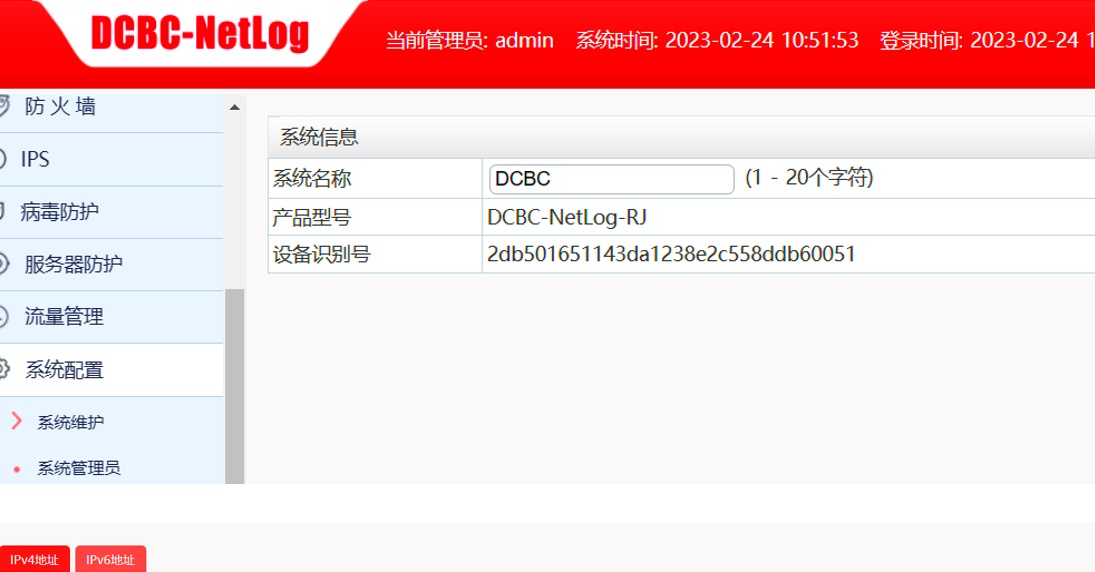 DCBC-NetLog
当前管理员: admin 系统时间: 2023-02-24 10:51:53 登录时间: 2023-02-24 1
防 火 墙
IPS
病毒防护
服务器防护
流量管理
系统配置
系统维护
系统管理员
系统信息
系统名称 DCBC (1 - 20个字符)
产品型号 DCBC-NetLog-RJ
设备识别号 2db501651143da1238e2c558ddb60051
IPv4地址 IPv6地址